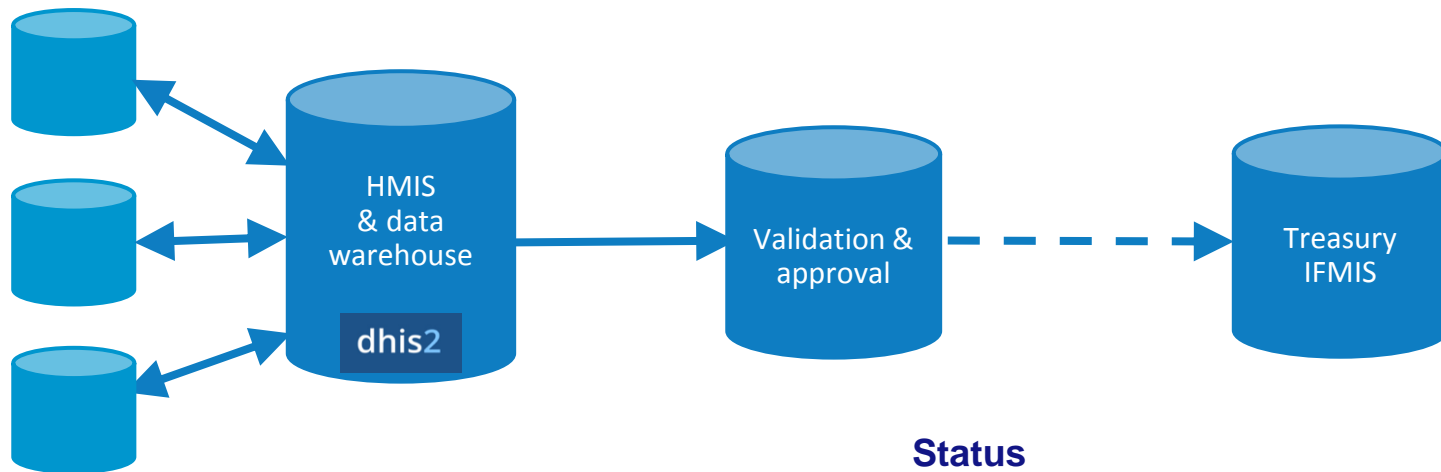 HMIS
& data
warehouse
dhis2
Validation &
approval
Treasury
IFMIS
Status